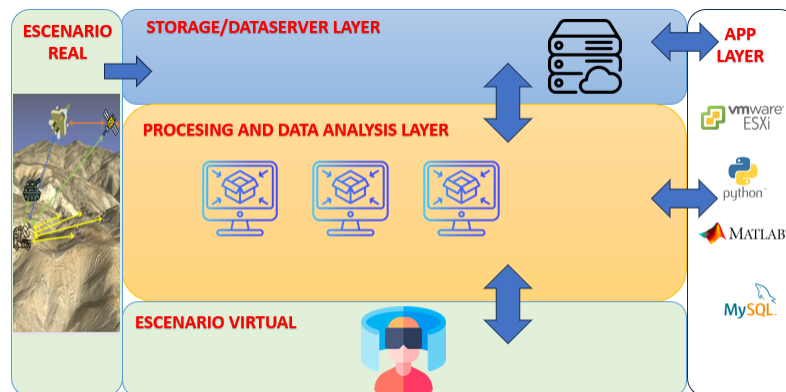 ESCENARIO
REAL
STORAGE/DATASERVER LAYER
APP
LAYER
vmware
ESXi
PROCESING AND DATA ANALYSIS LAYER
python
MATLAB
MySQL
ESCENARIO VIRTUAL